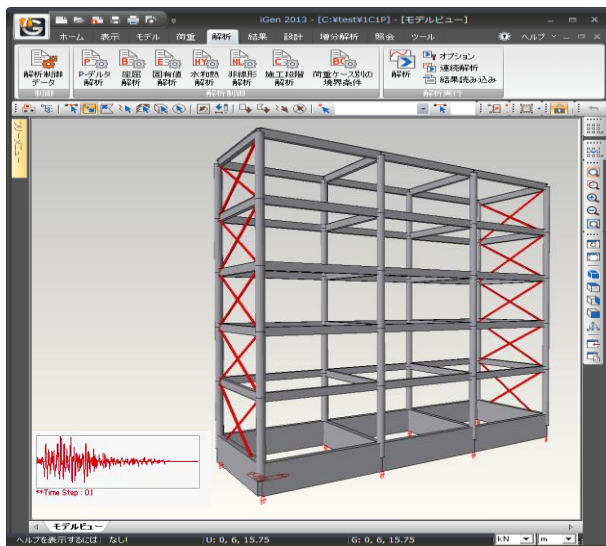 iGen 2013 - [C:¥test¥1C1P] - [モデルビュー]
ホーム 表示 モデル 荷重 解析 結果 設計 増分解析 照会 ツール ヘルプ
解析制御 データ
P-デルタ 解析
座屈 解析
固有値 解析
水和熱 解析
非線形 解析
施工段階 解析
荷重ケース別の 境界条件
解析
オプション
連続解析
結果読み込み
制御 解析制御 解析実行
ツリーメニュー
**Time Step : 0.1
モデルビュー
ヘルプを表示するには なし! U: 0, 6, 15.75 G: 0, 6, 15.75 kN m